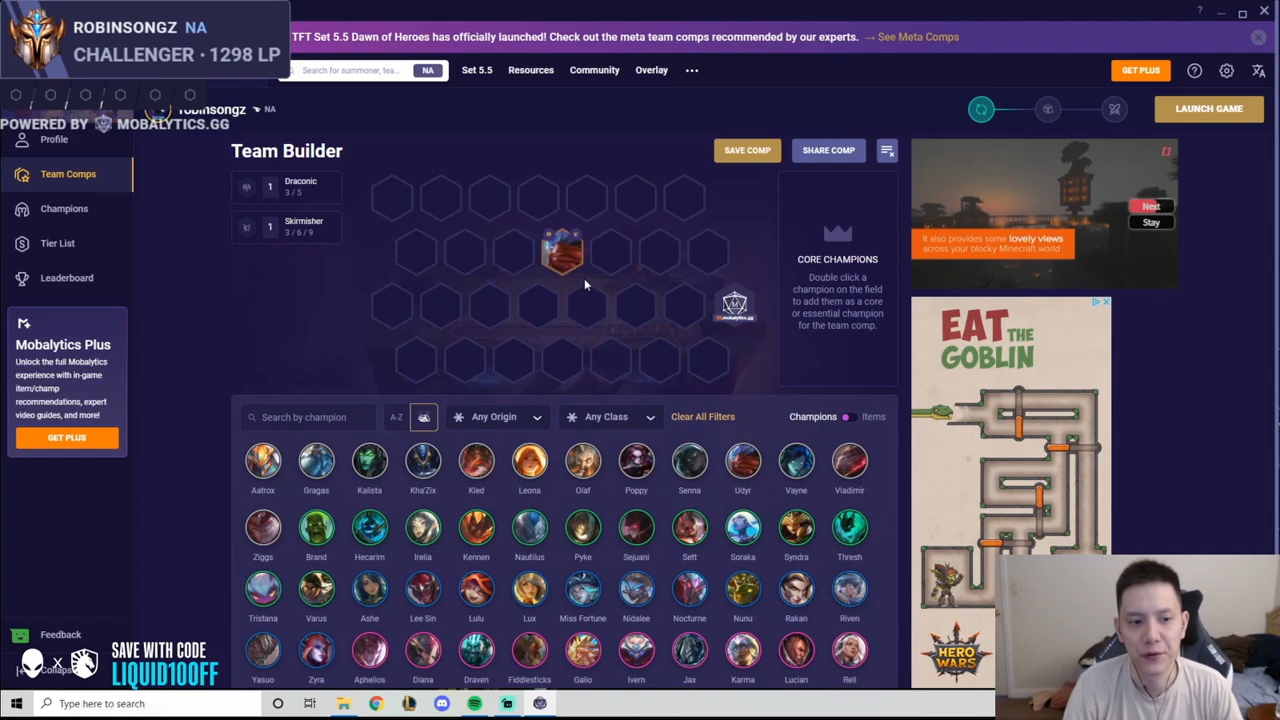 ROBINSONGZ NA
CHALLENGER · 1298 LP
POWERED BY MOBALYTICS.GG
TFT Set 5.5 Dawn of Heroes has officially launched! Check out the meta team comps recommended by our experts. → See Meta Comps
Search for summoner, tea... NA
Set 5.5 Resources Community Overlay
GET PLUS
robinsongz NA
LAUNCH GAME
Profile
Team Comps
Champions
Tier List
Leaderboard
Mobalytics Plus
Unlock the full Mobalytics
experience with in-game
item/champ
recommendations, expert
video guides, and more!
GET PLUS
Feedback
Team Builder
SAVE COMP
SHARE COMP
1 Draconic
3 / 5
1 Skirmisher
3 / 6 / 9
mobalytics.gg
CORE CHAMPIONS
Double click a
champion on the field
to add them as a core
or essential champion
for the team comp.
Search by champion
A-Z
Any Origin
Any Class
Clear All Filters
Champions Items
Aatrox Gragas Kalista Kha'Zix Kled Leona Olaf Poppy Senna Udyr Vayne Vladimir
Ziggs Brand Hecarim Irelia Kennen Nautilus Pyke Sejuani Sett Soraka Syndra Thresh
Tristana Varus Ashe Lee Sin Lulu Lux Miss Fortune Nidalee Nocturne Nunu Rakan Riven
Yasuo Zyra Aphelios Diana Draven Fiddlesticks Galio Ivern Jax Karma Lucian Rell
Next
Stay
It also provides some lovely views
across your blocky Minecraft world
EAT THE
GOBLIN
HERO
WARS
SAVE WITH CODE
LIQUID100FF
Type here to search